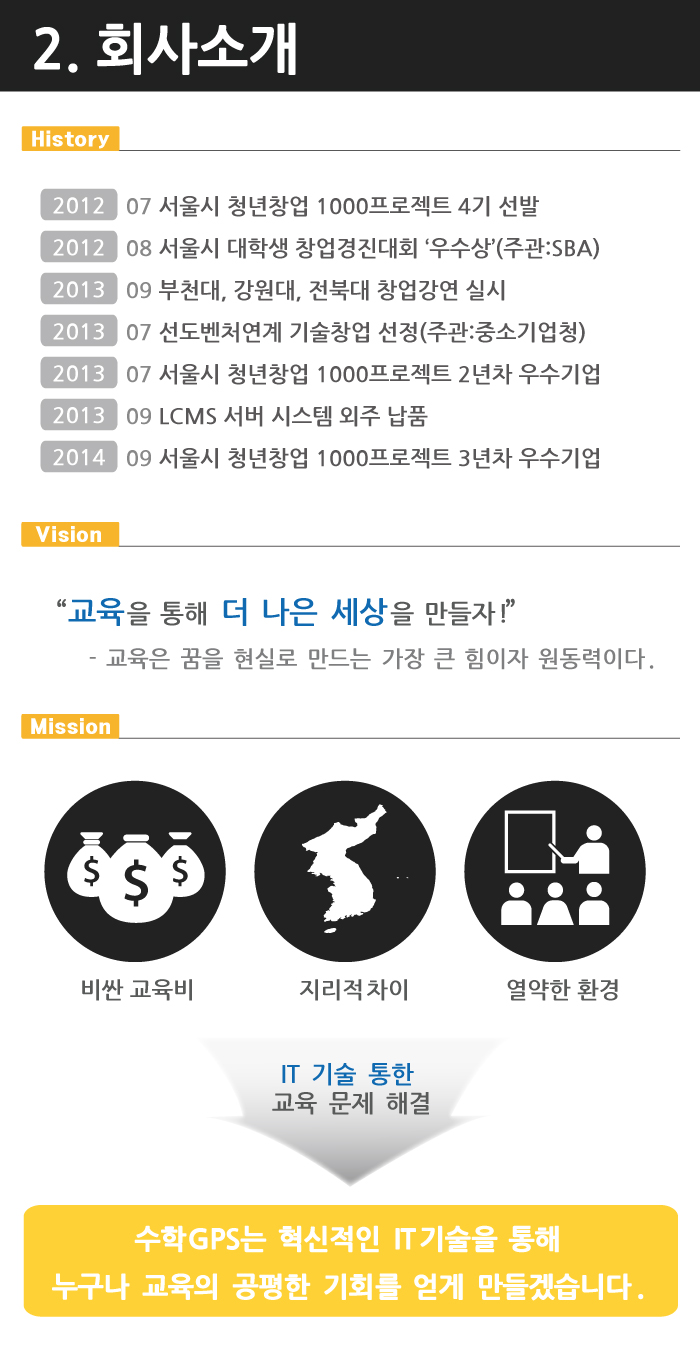 2. 회사소개
History
2012 07 서울시 청년창업 1000프로젝트 4기 선발
2012 08 서울시 대학생 창업경진대회 ‘우수상’(주관:SBA)
2013 09 부천대, 강원대, 전북대 창업강연 실시
2013 07 선도벤처연계 기술창업 선정(주관:중소기업청)
2013 07 서울시 청년창업 1000프로젝트 2년차 우수기업
2013 09 LCMS 서버 시스템 외주 납품
2014 09 서울시 청년창업 1000프로젝트 3년차 우수기업
Vision
“교육을 통해 더 나은 세상을 만들자!”
- 교육은 꿈을 현실로 만드는 가장 큰 힘이자 원동력이다.
Mission
$ $ $
비싼 교육비 지리적차이 열약한 환경
IT 기술 통한
교육 문제 해결
수학GPS는 혁신적인 IT기술을 통해
누구나 교육의 공평한 기회를 얻게 만들겠습니다.